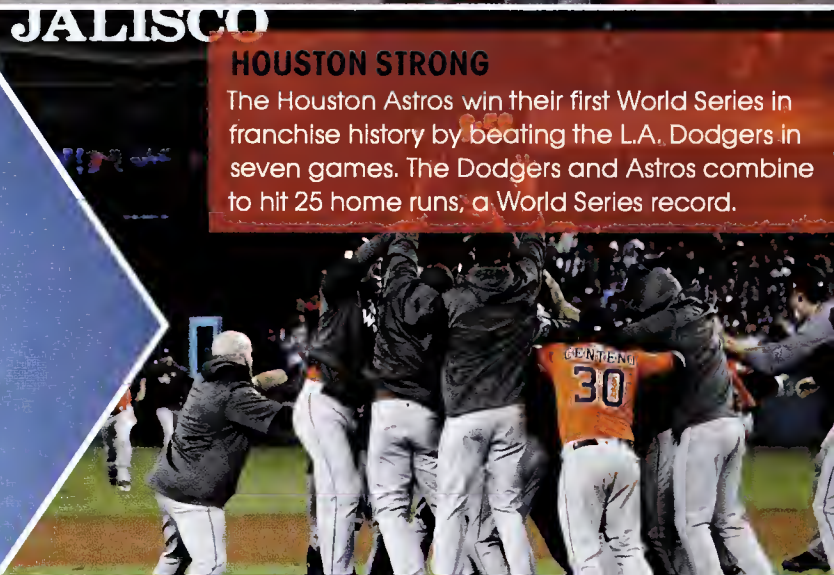 JALISCO
HOUSTON STRONG
The Houston Astros win their first World Series in
franchise history by beating the L.A. Dodgers in
seven games. The Dodgers and Astros combine
to hit 25 home runs, a World Series record.
CENTENO
30